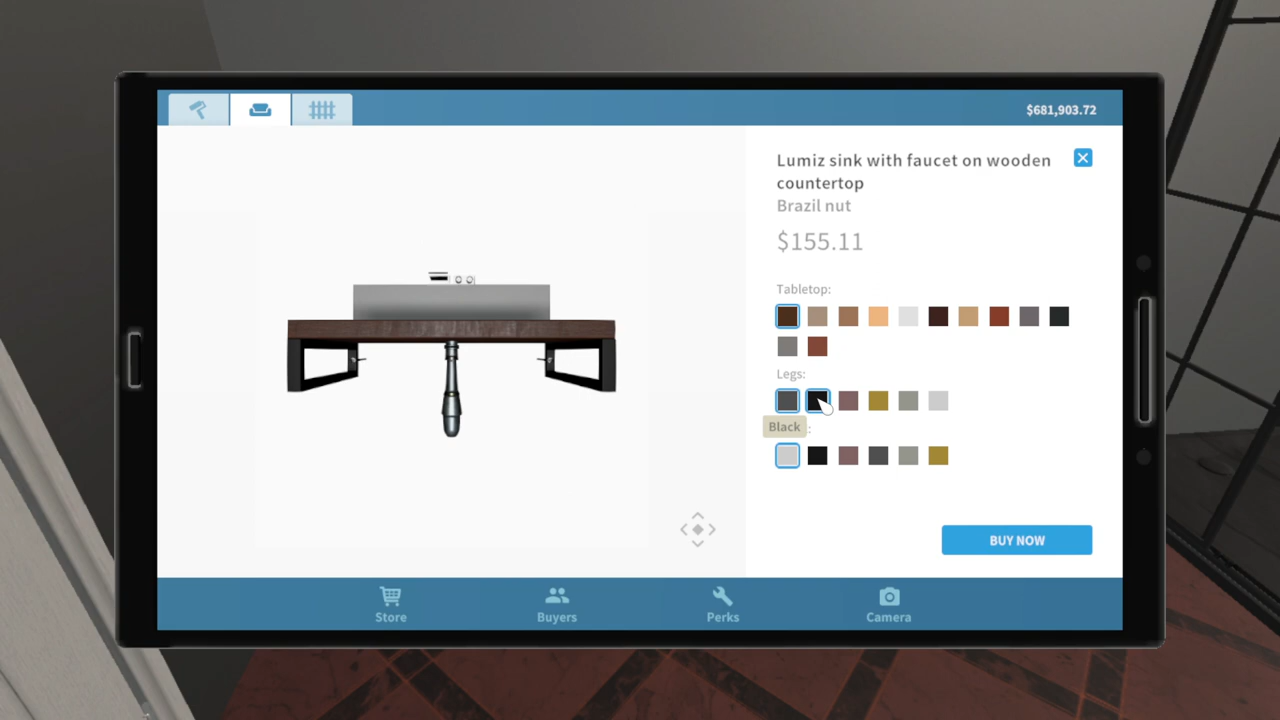 $681,903.72
Lumiz sink with faucet on wooden
countertop
Brazil nut
$155.11
Tabletop:
Legs:
Black
:
BUY NOW
Store
Buyers
Perks
Camera